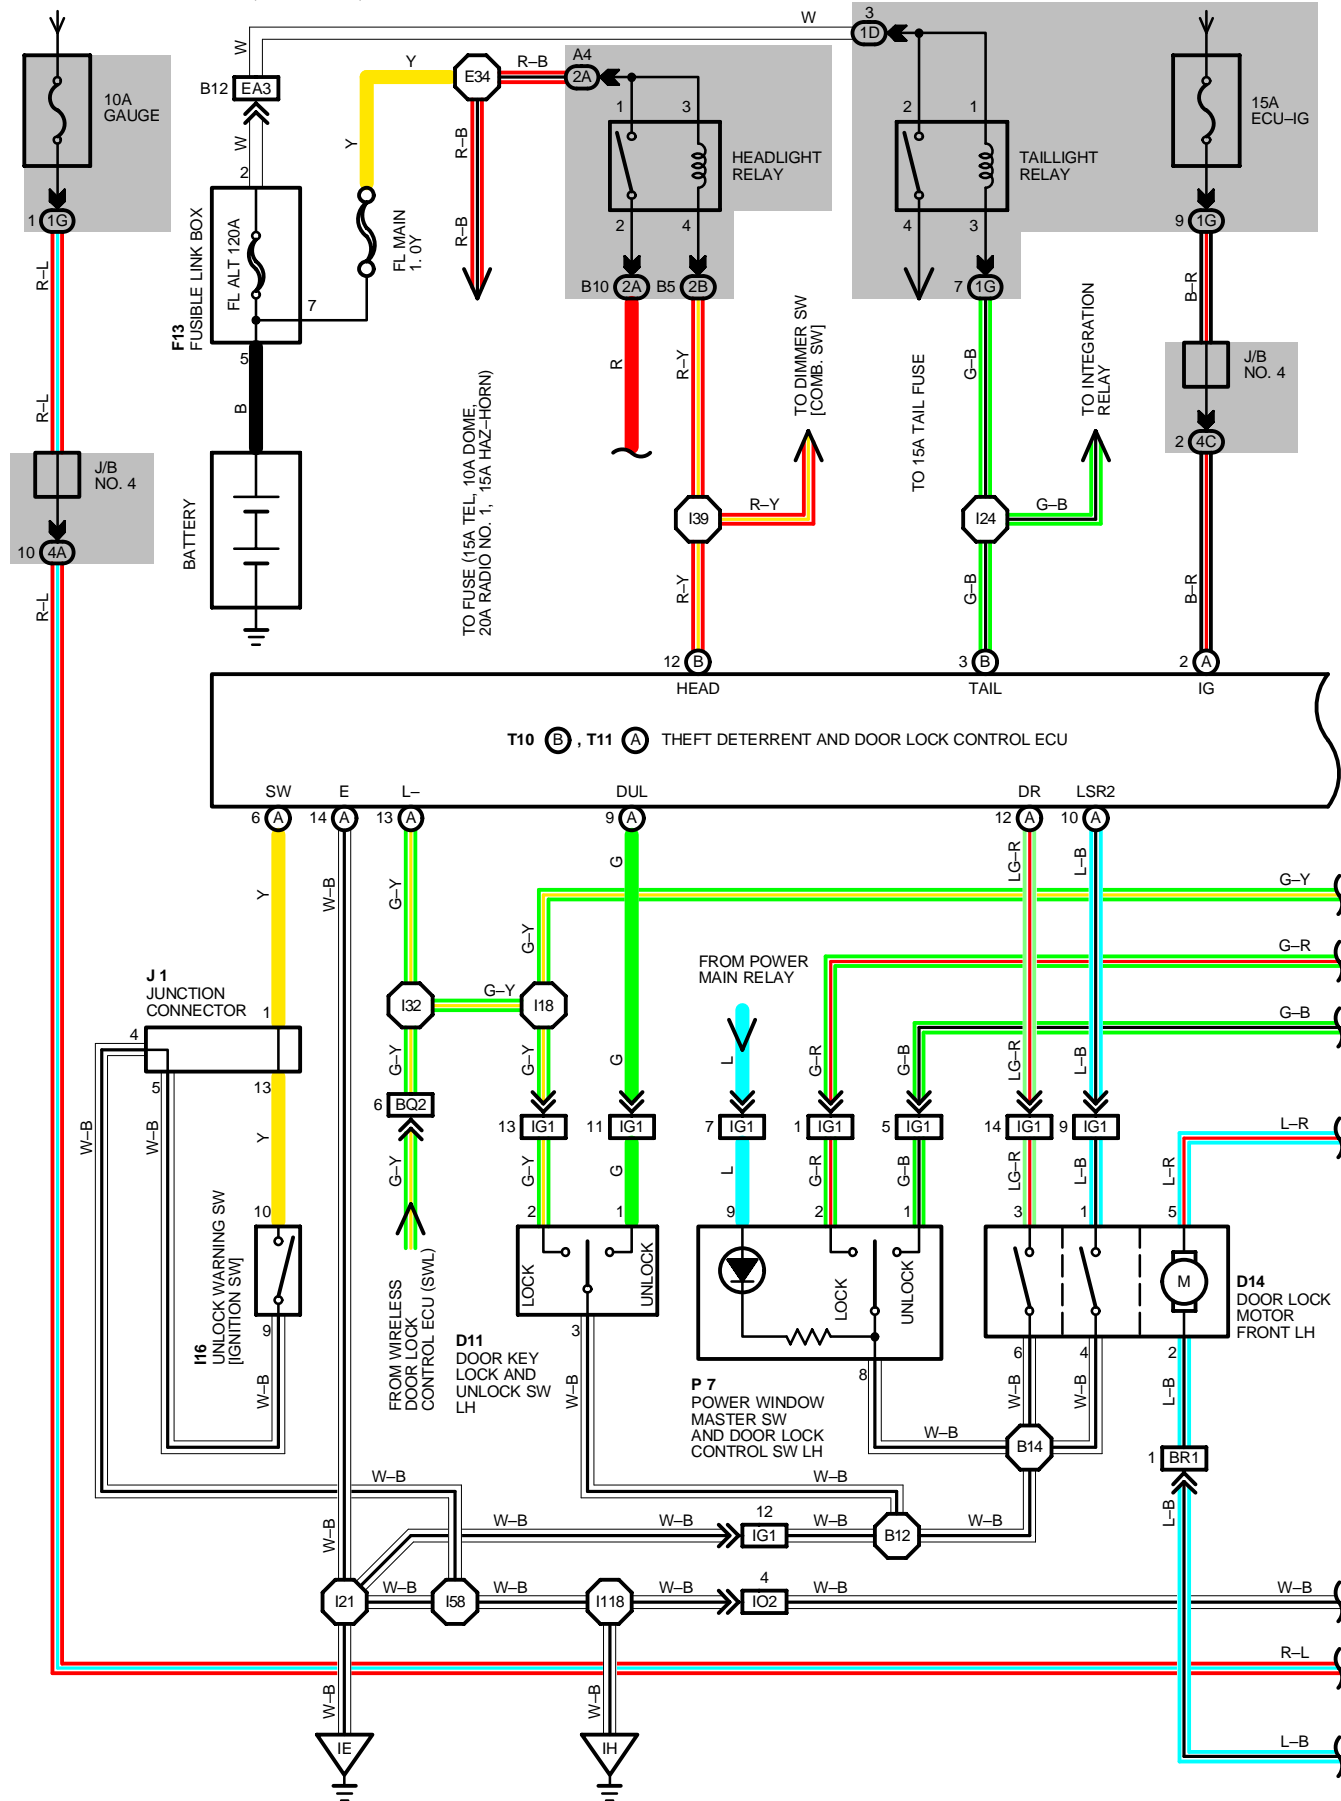 W
3
1D
10A
GAUGE
1 1G
R–L
R–L
J/B
NO. 4
10 4A
R–L
W
B12 EA3
W
2
F13
FUSIBLE LINK BOX
FL ALT 120A
7
5
B
BATTERY
Y
Y
FL MAIN
1. 0Y
E34
R–B
R–B
R–B
TO FUSE (15A TEL, 10A DOME,
20A RADIO NO. 1, 15A HAZ–HORN)
A4
2A
1
3
HEADLIGHT
RELAY
2
4
B10 2A
B5 2B
R
R–Y
I39
R–Y
TO DIMMER SW
[COMB. SW]
R–Y
2
1
TAILLIGHT
RELAY
4
3
7 1G
TO 15A TAIL FUSE
G–B
I24
G–B
TO INTEGRATION
RELAY
G–B
15A
ECU–IG
9 1G
B–R
J/B
NO. 4
2 4C
B–R
12 B
3 B
2 A
HEAD
TAIL
IG
T10 B , T11 A THEFT DETERRENT AND DOOR LOCK CONTROL ECU
SW
E
L–
DUL
DR
LSR2
6 A
14 A
13 A
9 A
12 A
10 A
Y
W–B
G–Y
G
LG–R
L–B
G–Y
G–Y
G–R
FROM POWER
MAIN RELAY
G–B
J 1
JUNCTION
CONNECTOR
1
4
5
13
I32
G–Y
I18
G–Y
G–Y
G
L
G–R
G–B
LG–R
L–B
6 BQ2
13 IG1
11 IG1
7 IG1
1 IG1
5 IG1
14 IG1
9 IG1
L–R
W–B
W–B
Y
G–Y
G–Y
G
L
G–R
G–B
LG–R
L–B
L–R
10
2
1
9
2
1
3
1
5
I16
UNLOCK WARNING SW
[IGNITION SW]
9
W–B
FROM WIRELESS
DOOR LOCK
CONTROL ECU (SWL)
LOCK
UNLOCK
3
D11
DOOR KEY
LOCK AND
UNLOCK SW
LH
W–B
LOCK
UNLOCK
8
P 7
POWER WINDOW
MASTER SW
AND DOOR LOCK
CONTROL SW LH
M
D14
DOOR LOCK
MOTOR
FRONT LH
6
4
2
W–B
W–B
L–B
W–B
B14
1 BR1
L–B
W–B
W–B
W–B
W–B
W–B
12
IG1
W–B
B12
W–B
W–B
I21
W–B
I58
W–B
I118
W–B
4
IO2
W–B
W–B
R–L
W–B
W–B
IE
IH
L–B